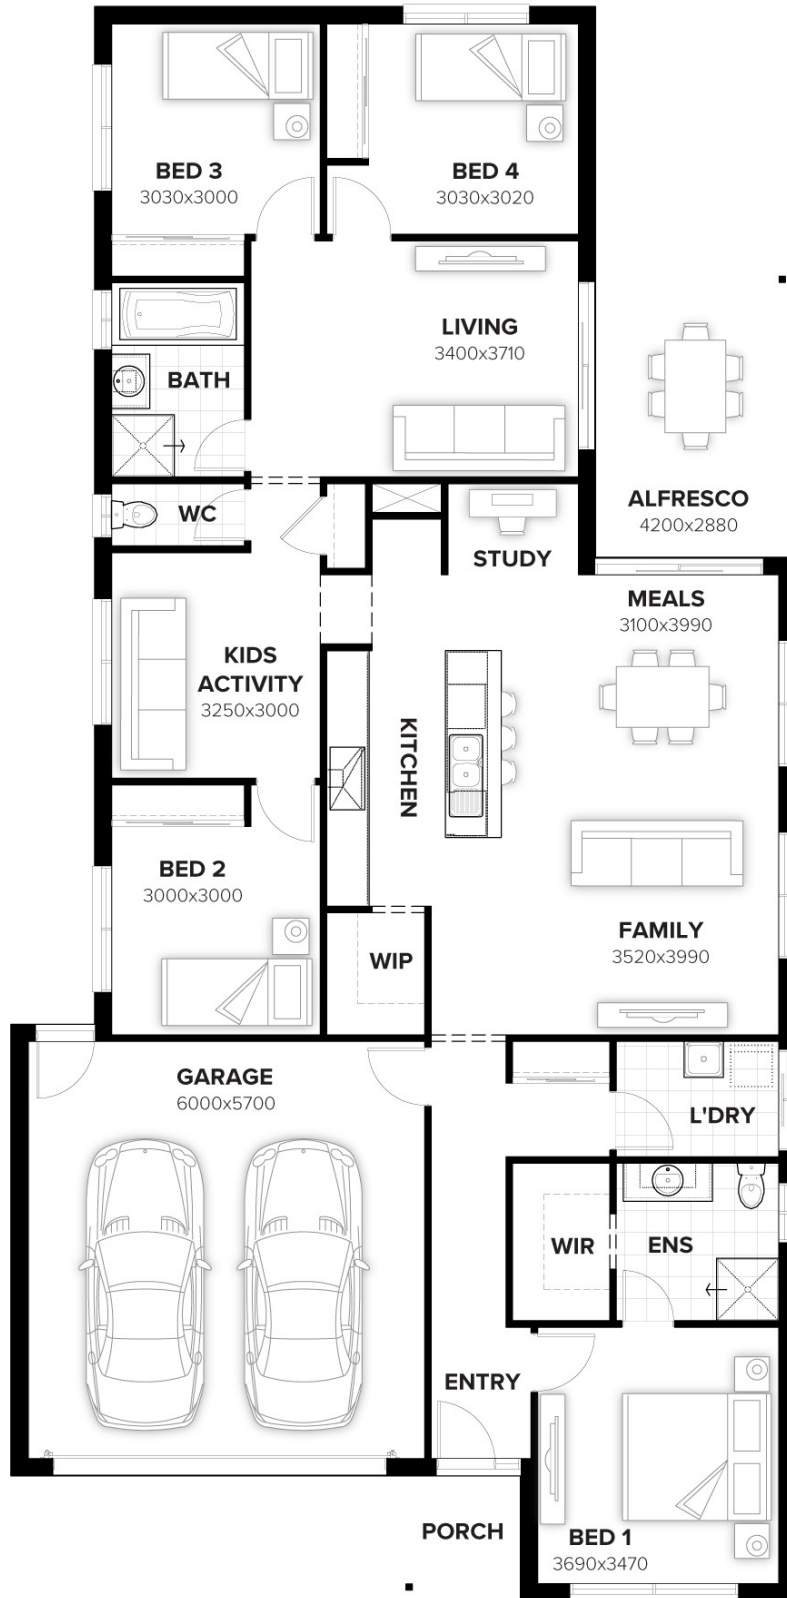 BED 3
3030x3000
BED 4
3030x3020
LIVING
3400x3710
BATH
ALFRESCO
4200x2880
WC
STUDY
MEALS
3100x3990
KIDS
ACTIVITY
3250x3000
KITCHEN
BED 2
3000x3000
FAMILY
3520x3990
WIP
GARAGE
6000x5700
L'DRY
WIR
ENS
ENTRY
PORCH
BED 1
3690x3470